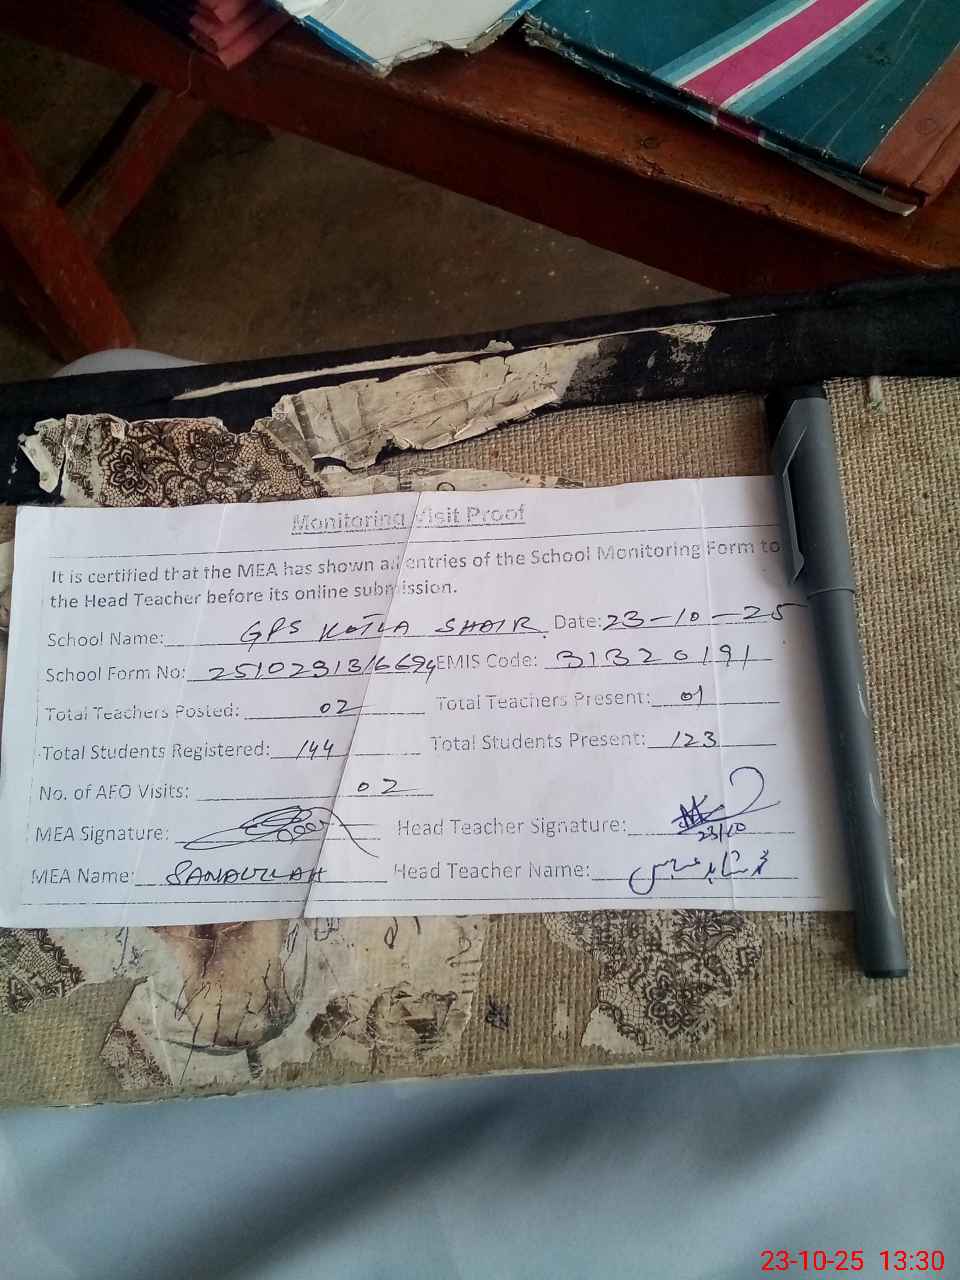 Monitoring Visit Proof
It is certified that the MEA has shown all entries of the School Monitoring Form to
the Head Teacher before its online submission.
School Name: GPS KOTLA SHAIR Date: 23-10-25
School Form No: 25102313166 EMIS Code: 31320191
Total Teachers Posted: 02 Total Teachers Present: 01
Total Students Registered: 144 Total Students Present: 123
No. of AFO Visits: 02
MEA Signature: Head Teacher Signature: 23/10
MEA Name: SANAULLAH Head Teacher Name: محمد شاہد عباس
23-10-25 13:30